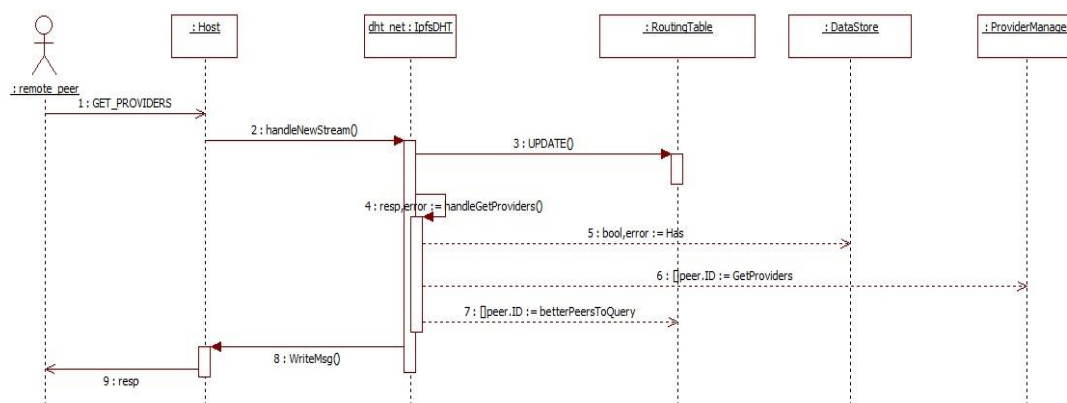 : Host
dht_net : IpfsDHT
: RoutingTable
: DataStore
: ProviderManage
: remote_peer
1 : GET_PROVIDERS
2 : handleNewStream()
3 : UPDATE()
4 : resp,error := handleGetProviders()
5 : bool,error := Has
6 : []peer.ID := GetProviders
7 : []peer.ID := betterPeersToQuery
8 : WriteMsg()
9 : resp